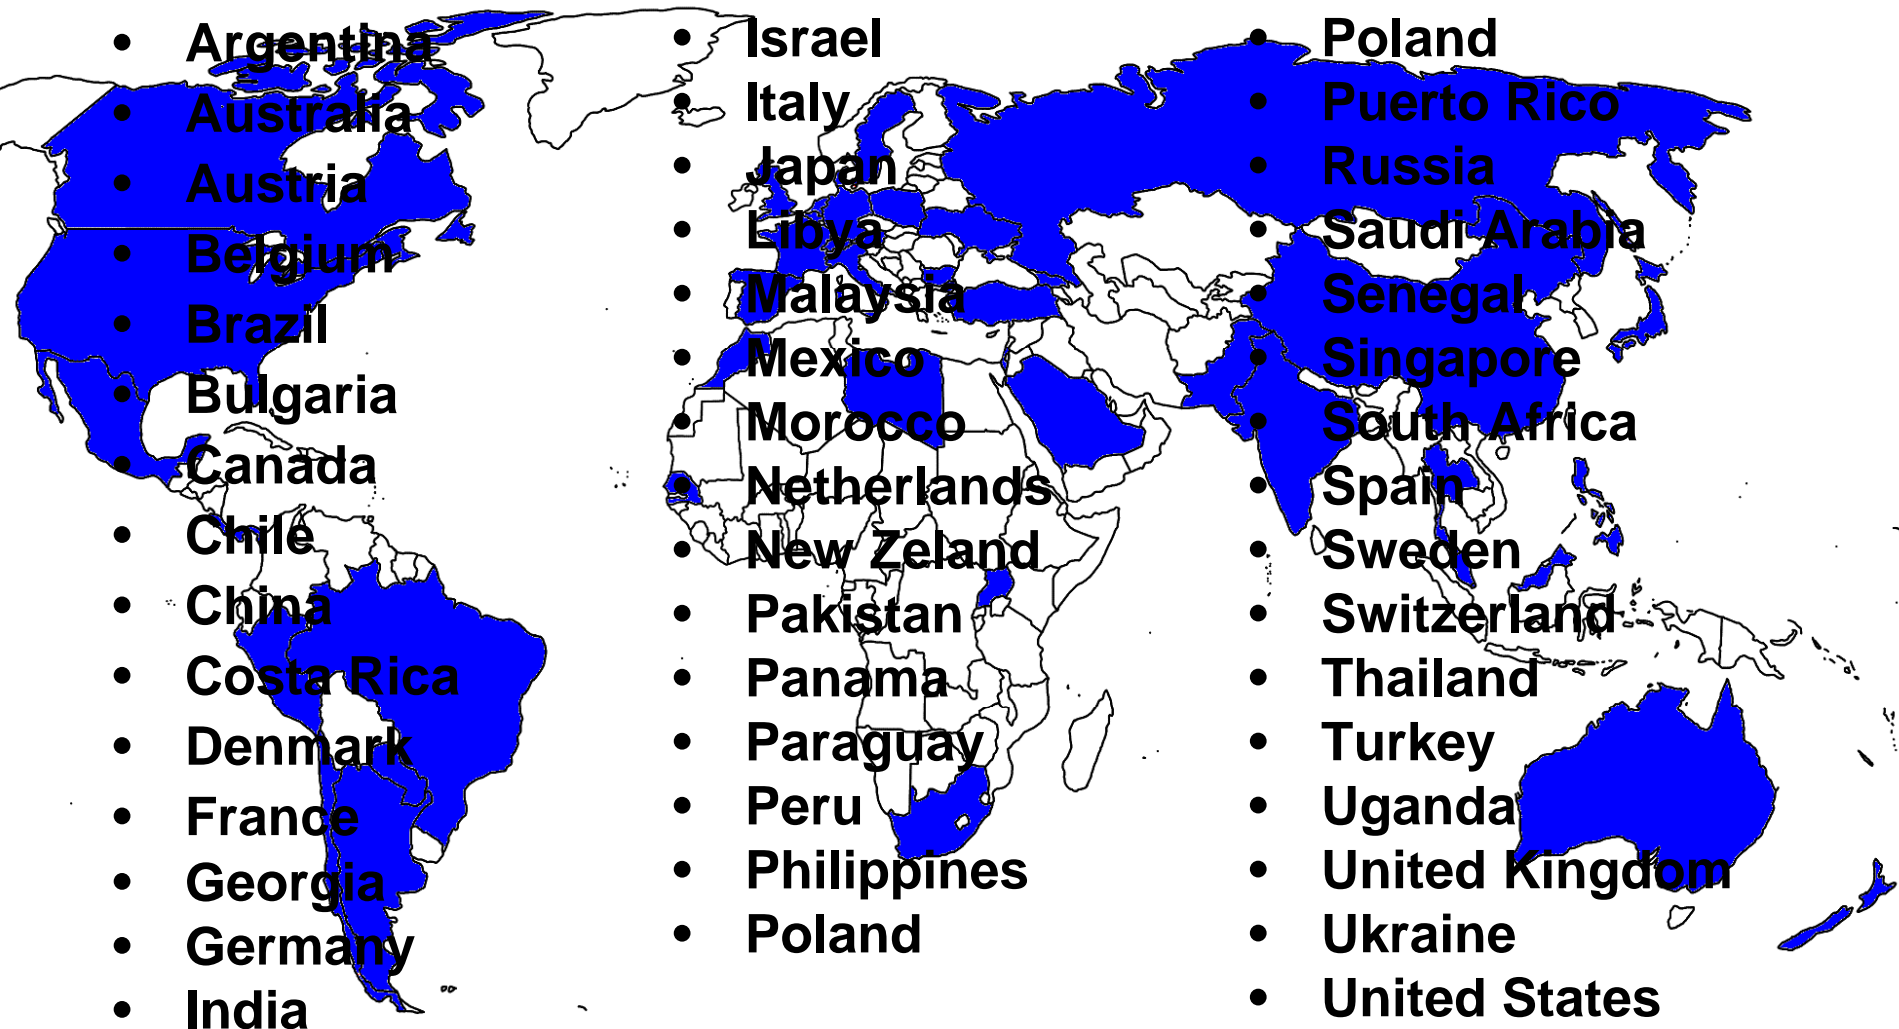 • Argentina
• Australia
• Austria
• Belgium
• Brazil
• Bulgaria
• Canada
• Chile
• China
• Costa Rica
• Denmark
• France
• Georgia
• Germany
• India
• Israel
• Italy
• Japan
• Libya
• Malaysia
• Mexico
• Morocco
• Netherlands
• New Zeland
• Pakistan
• Panama
• Paraguay
• Peru
• Philippines
• Poland
• Poland
• Puerto Rico
• Russia
• Saudi Arabia
• Senegal
• Singapore
• South Africa
• Spain
• Sweden
• Switzerland
• Thailand
• Turkey
• Uganda
• United Kingdom
• Ukraine
• United States